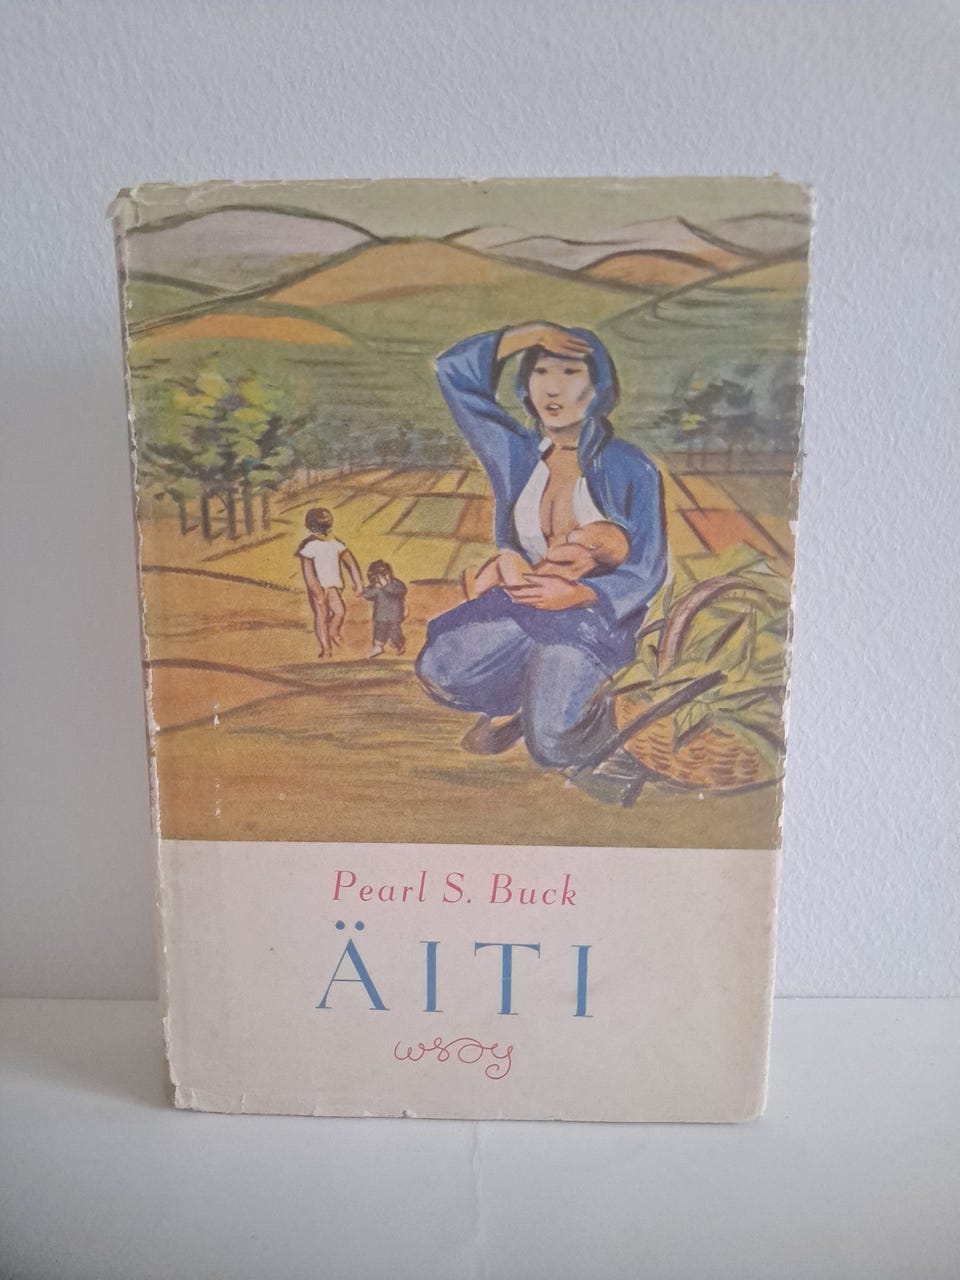 Pearl S. Buck
ÄITI
wsoy